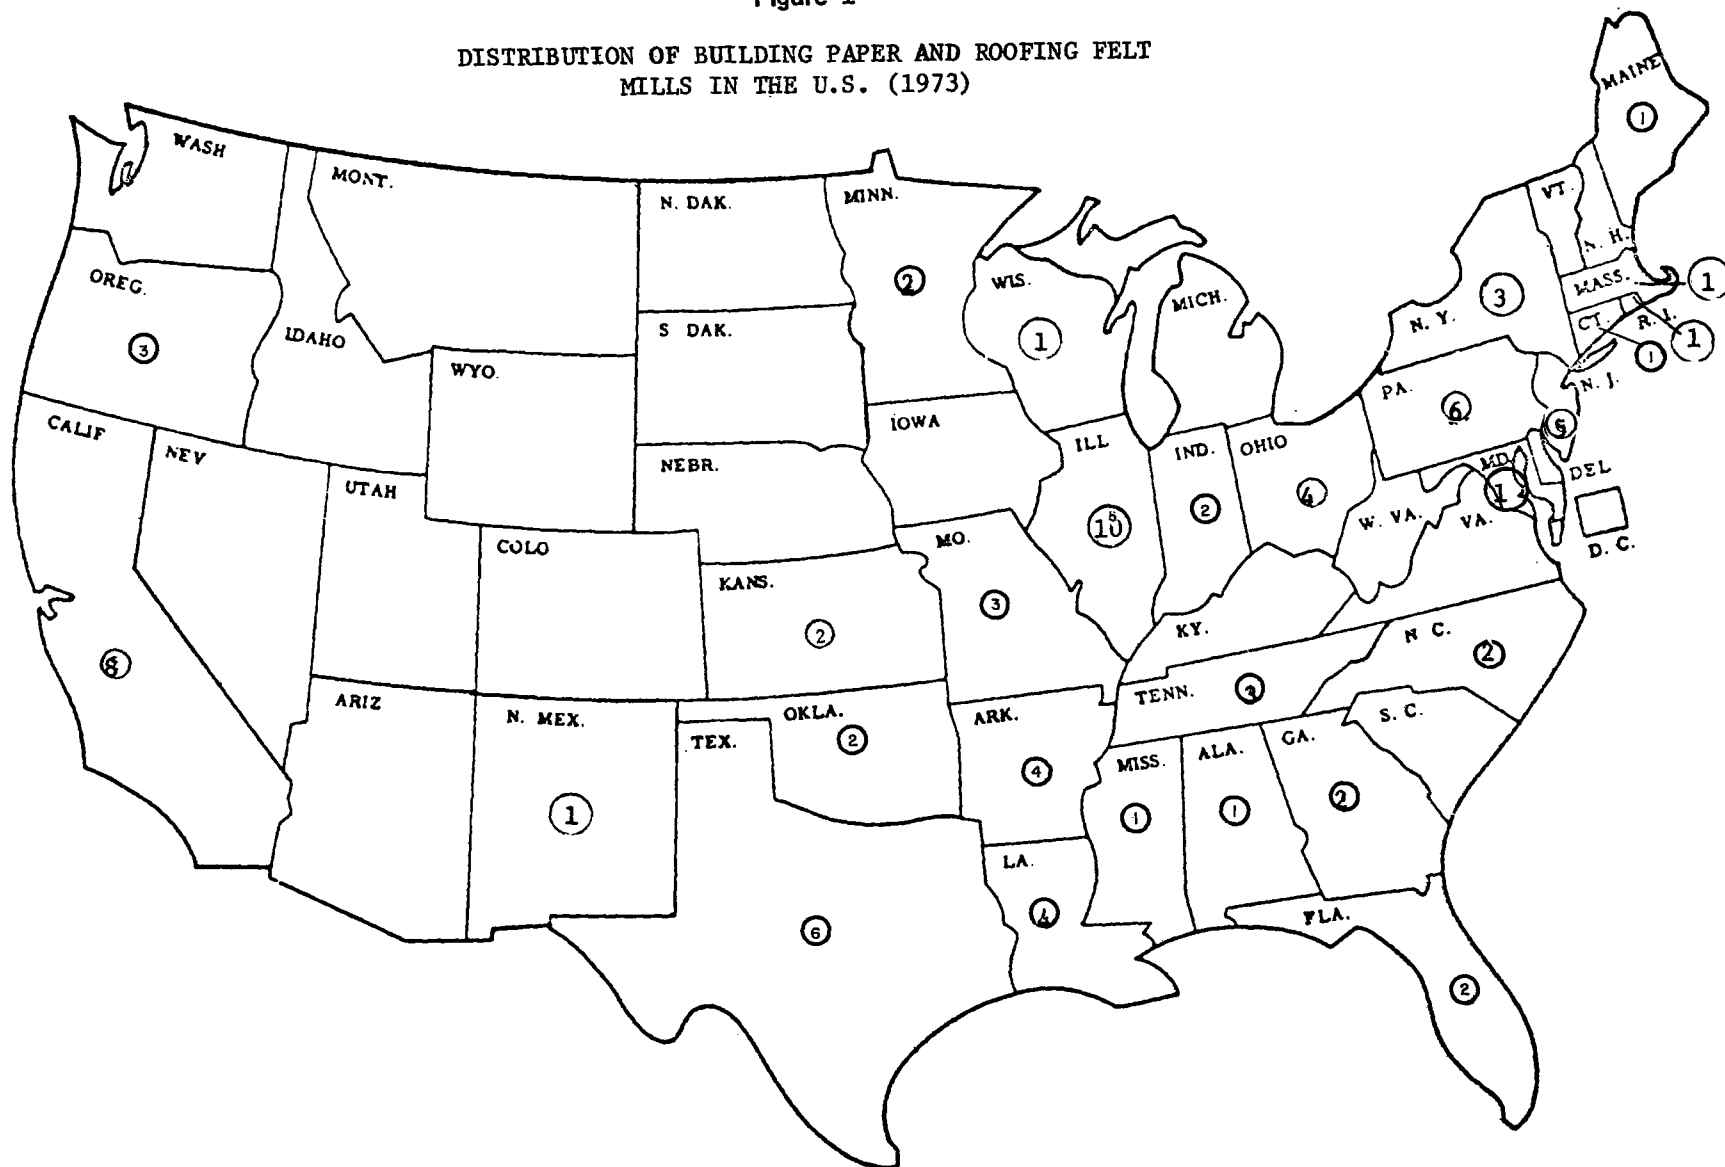 Figure 1
DISTRIBUTION OF BUILDING PAPER AND ROOFING FELT
MILLS IN THE U.S. (1973)
MAINE
1
WASH
MONT.
N. DAK.
MINN.
2
VT.
N. H.
MASS.
1
OREG.
3
IDAHO
S DAK.
WIS.
1
MICH.
N. Y.
3
CT.
1
R. I.
1
WYO.
IOWA
PA.
6
N. J.
CALIF
8
NEV
UTAH
NEBR.
ILL
10
IND.
2
OHIO
4
MD.
1
DEL
D. C.
W. VA.
VA.
COLO
KANS.
2
MO.
3
KY.
N C.
2
TENN.
ARIZ
N. MEX.
1
TEX.
6
OKLA.
2
ARK.
4
S. C.
MISS.
1
ALA.
1
GA.
2
LA.
4
FLA.
2